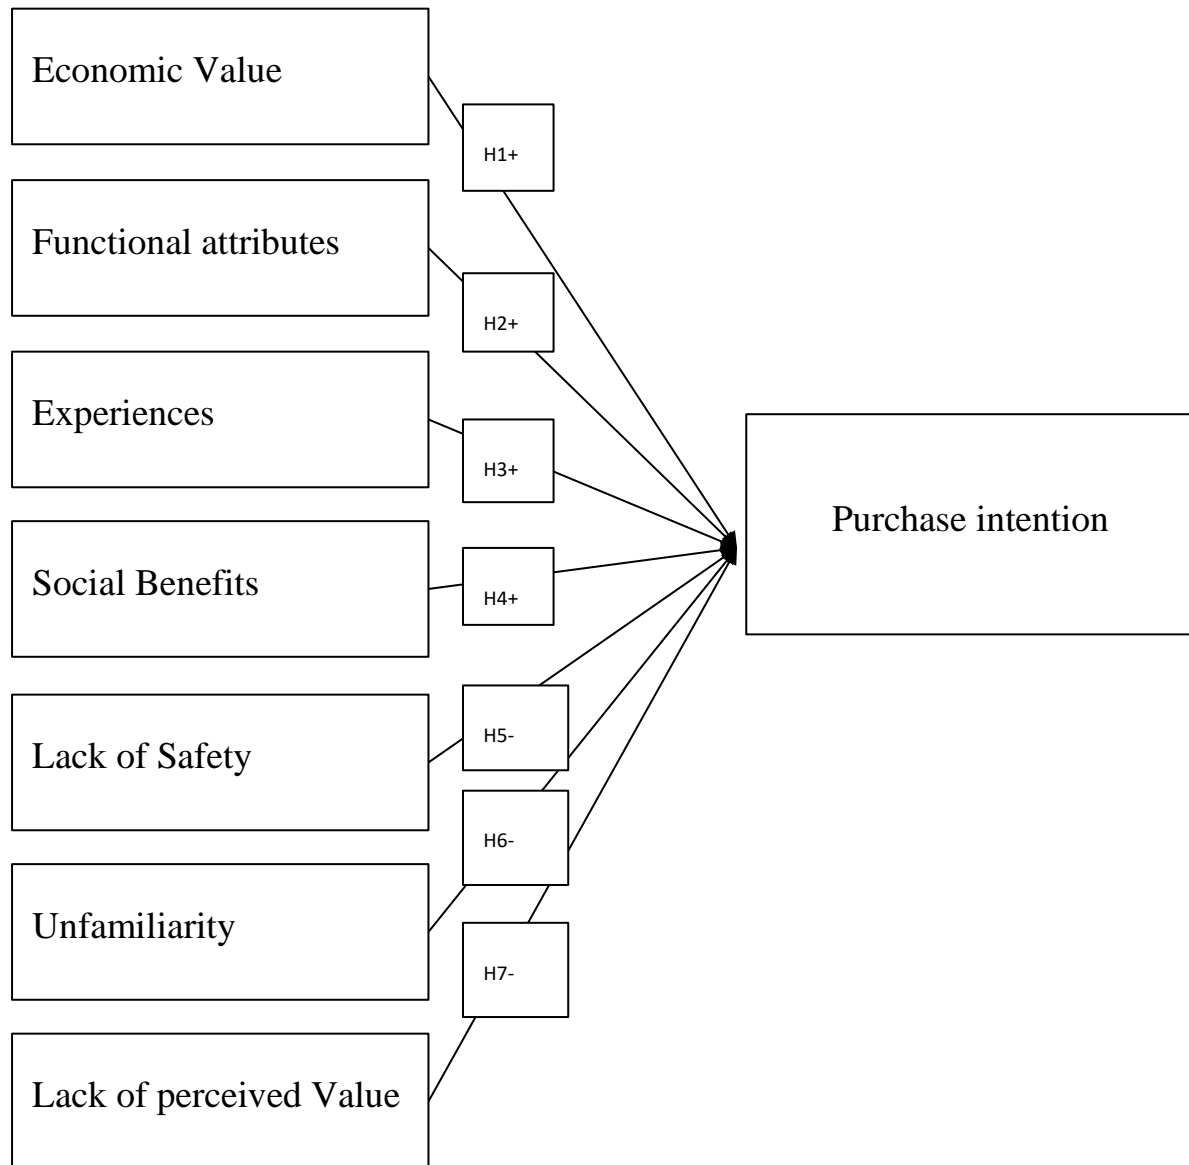 Economic Value
H1+
Functional attributes
H2+
Experiences
H3+
Social Benefits
H4+
Purchase intention
Lack of Safety
H5-
Unfamiliarity
H6-
Lack of perceived Value
H7-